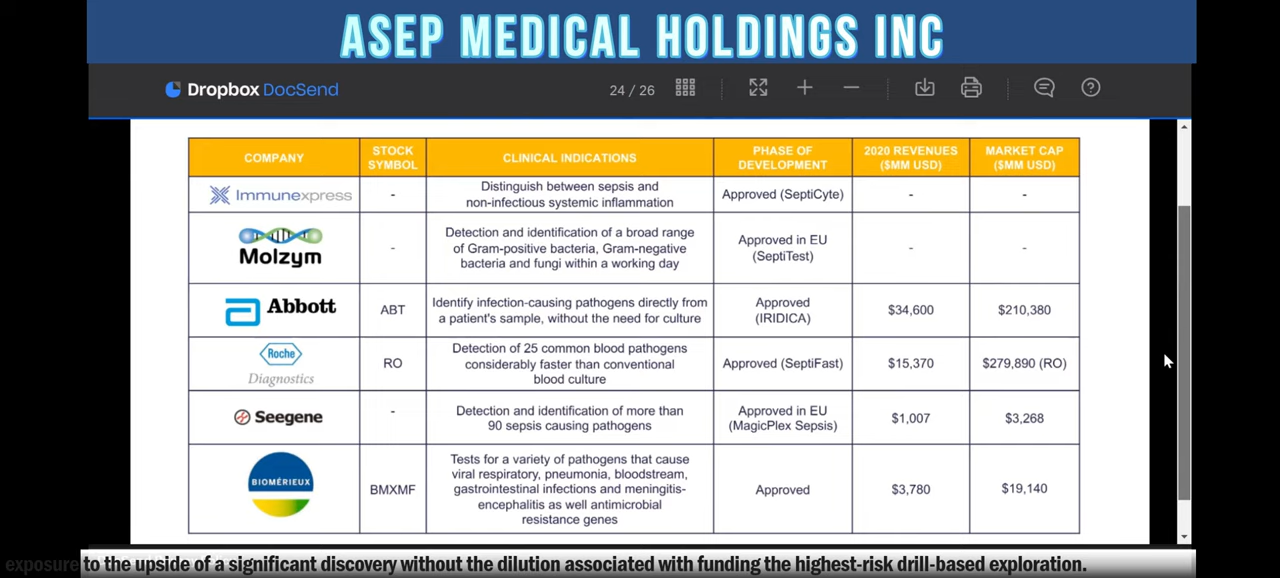 ASEP MEDICAL HOLDINGS INC
Dropbox DocSend
24 / 26
COMPANY
STOCK
SYMBOL
CLINICAL INDICATIONS
PHASE OF
DEVELOPMENT
2020 REVENUES
($MM USD)
MARKET CAP
($MM USD)
Immunexpress
-
Distinguish between sepsis and
non-infectious systemic inflammation
Approved (SeptiCyte)
-
-
Molzym
-
Detection and identification of a broad range
of Gram-positive bacteria, Gram-negative
bacteria and fungi within a working day
Approved in EU
(SeptiTest)
-
-
Abbott
ABT
Identify infection-causing pathogens directly from
a patient's sample, without the need for culture
Approved
(IRIDICA)
$34,600
$210,380
Roche
Diagnostics
RO
Detection of 25 common blood pathogens
considerably faster than conventional
blood culture
Approved (SeptiFast)
$15,370
$279,890 (RO)
Seegene
-
Detection and identification of more than
90 sepsis causing pathogens
Approved in EU
(MagicPlex Sepsis)
$1,007
$3,268
BIOMÉRIEUX
BMXMF
Tests for a variety of pathogens that cause
viral respiratory, pneumonia, bloodstream,
gastrointestinal infections and meningitis-
encephalitis as well antimicrobial
resistance genes
Approved
$3,780
$19,140
exposure to the upside of a significant discovery without the dilution associated with funding the highest-risk drill-based exploration.